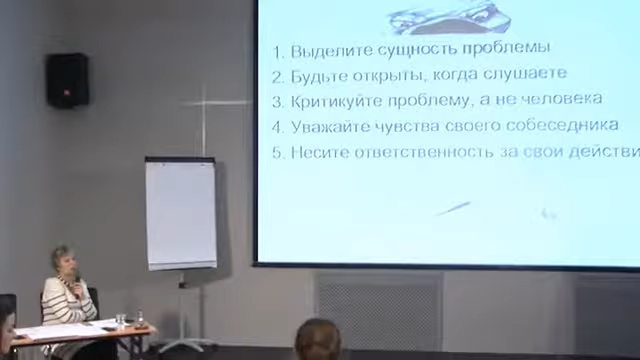 1. Выделите сущность проблемы
2. Будьте открыты, когда слушаете
3. Критикуйте проблему, а не человека
4. Уважайте чувства своего собеседника
5. Несите ответственность за свои действи